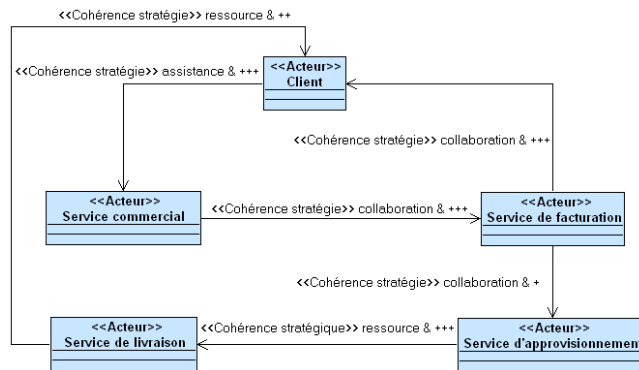 <<Cohérence stratégie>> ressource & ++
<<Acteur>>
Client
<<Cohérence stratégie>> assistance & +++
<<Cohérence stratégie>> collaboration & +++
<<Acteur>>
Service commercial
<<Cohérence stratégie>> collaboration & +++
<<Acteur>>
Service de facturation
<<Cohérence stratégie>> collaboration & +
<<Acteur>>
Service de livraison
<<Cohérence stratégique>> ressource & +++
<<Acteur>>
Service d'approvisionnement